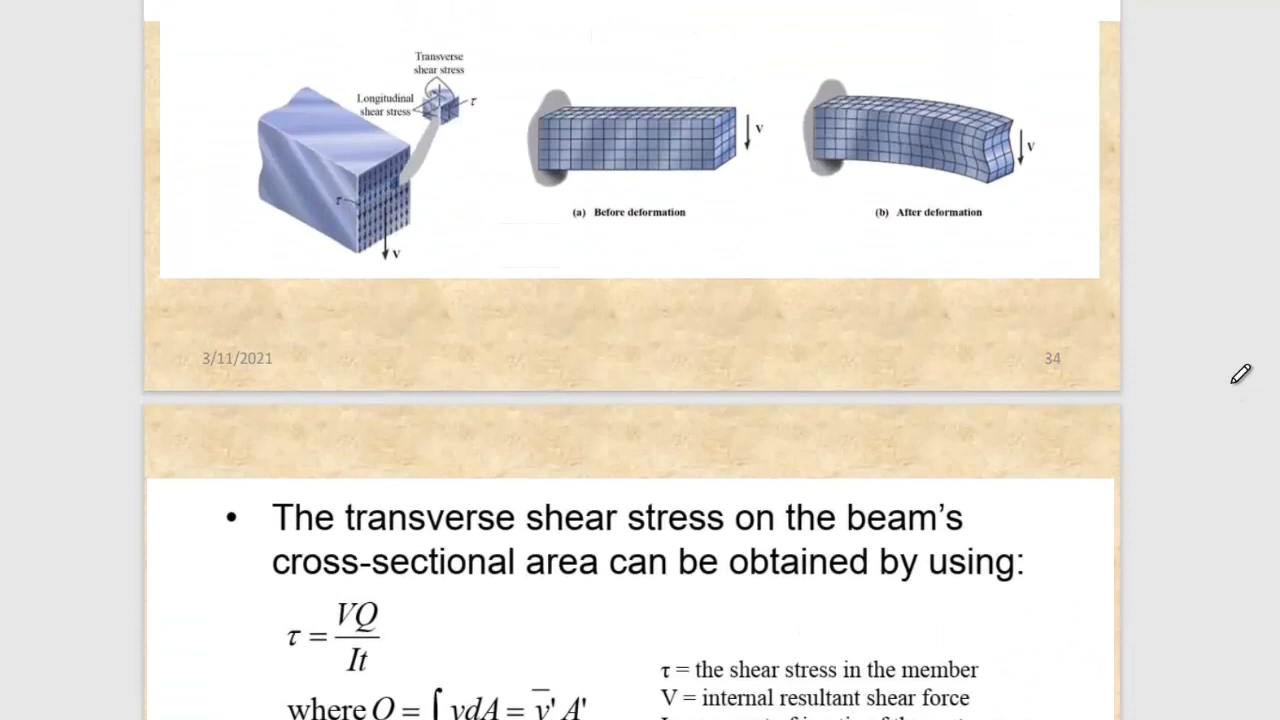 Transverse
shear stress
Longitudinal
shear stress
τ
τ
V
V
V
(a) Before deformation
(b) After deformation
3/11/2021
34
• The transverse shear stress on the beam's
cross-sectional area can be obtained by using:
τ = VQ / It
τ = the shear stress in the member
V = internal resultant shear force
where Q = ∫ ydA = y̅' A'